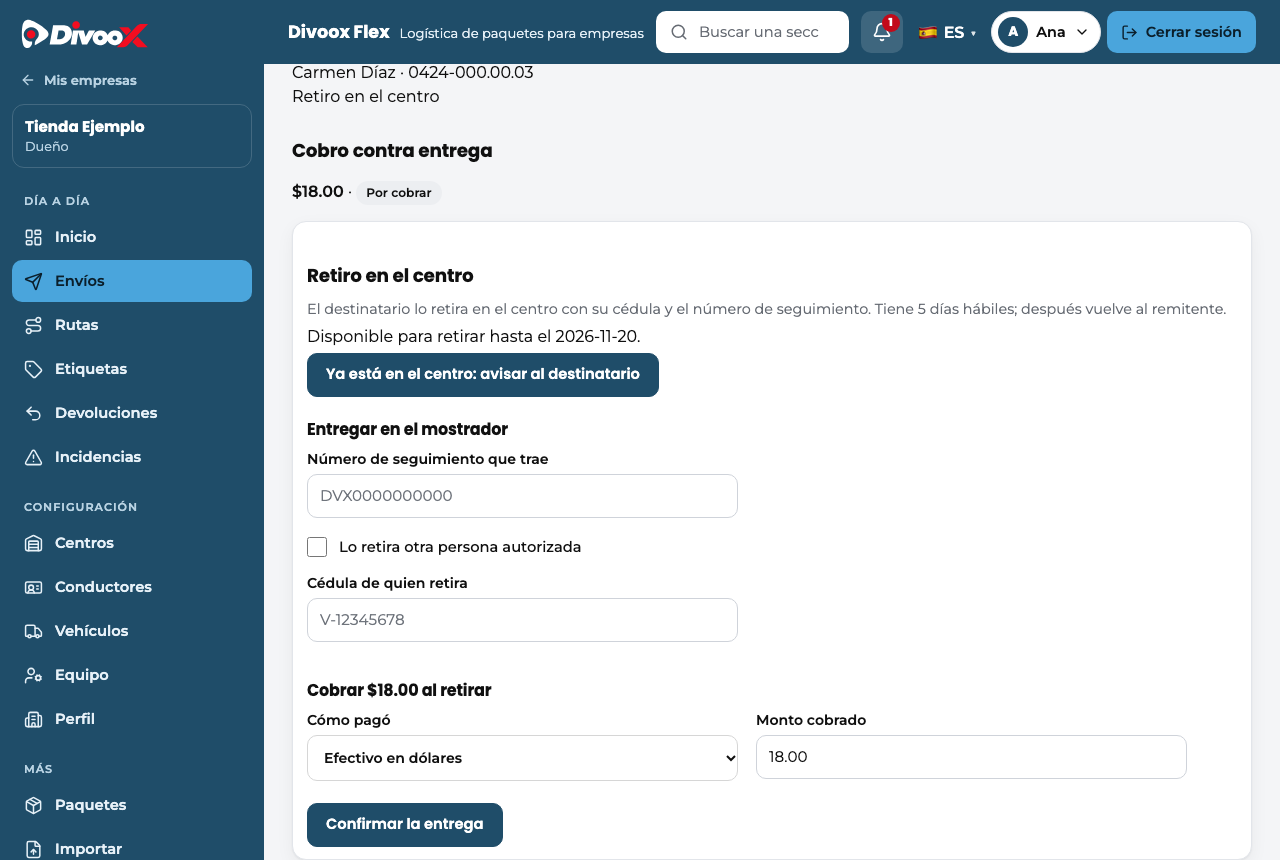 DivooX
Divoox Flex
Logística de paquetes para empresas
Buscar una secc
1
ES
A
Ana
Cerrar sesión
Mis empresas
Tienda Ejemplo
Dueño
DÍA A DÍA
Inicio
Envíos
Rutas
Etiquetas
Devoluciones
Incidencias
CONFIGURACIÓN
Centros
Conductores
Vehículos
Equipo
Perfil
MÁS
Paquetes
Importar
Carmen Díaz · 0424-000.00.03
Retiro en el centro
Cobro contra entrega
$18.00 · Por cobrar
Retiro en el centro
El destinatario lo retira en el centro con su cédula y el número de seguimiento. Tiene 5 días hábiles; después vuelve al remitente.
Disponible para retirar hasta el 2026-11-20.
Ya está en el centro: avisar al destinatario
Entregar en el mostrador
Número de seguimiento que trae
DVX0000000000
Lo retira otra persona autorizada
Cédula de quien retira
V-12345678
Cobrar $18.00 al retirar
Cómo pagó
Efectivo en dólares
Monto cobrado
18.00
Confirmar la entrega